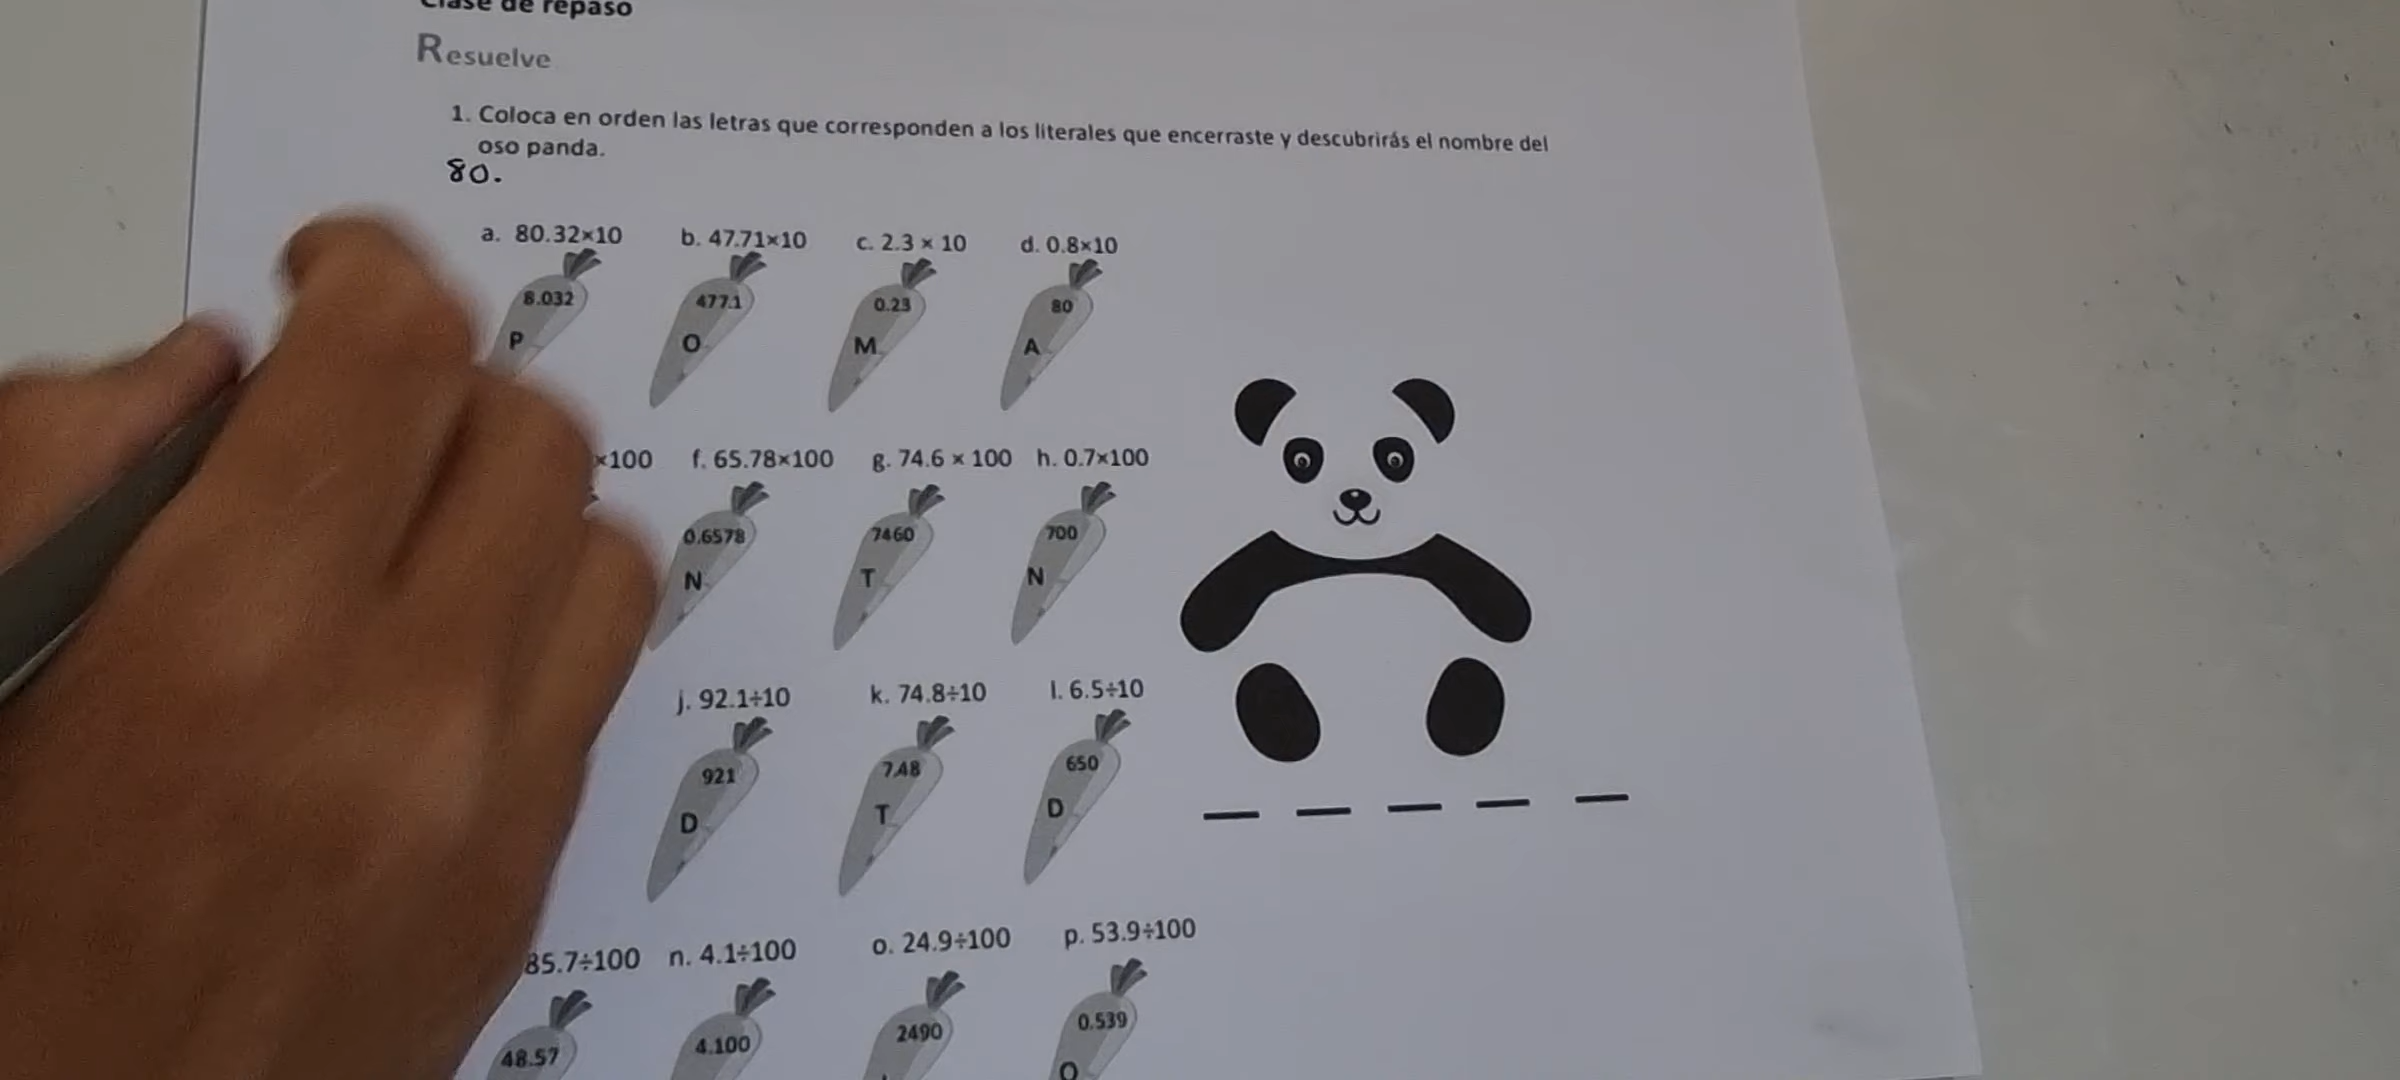 Clase de repaso
Resuelve
1. Coloca en orden las letras que corresponden a los literales que encerraste y descubrirás el nombre del
oso panda.
80.
a. 80.32×10 b. 47.71×10 c. 2.3 × 10 d. 0.8×10
8.032 477.1 0.23 80
P O M A
×100 f. 65.78×100 g. 74.6 × 100 h. 0.7×100
0.6578 7460 700
N T N
j. 92.1÷10 k. 74.8÷10 l. 6.5÷10
921 7.48 650
D T D
85.7÷100 n. 4.1÷100 o. 24.9÷100 p. 53.9÷100
48.57 4.100 2490 0.539
O